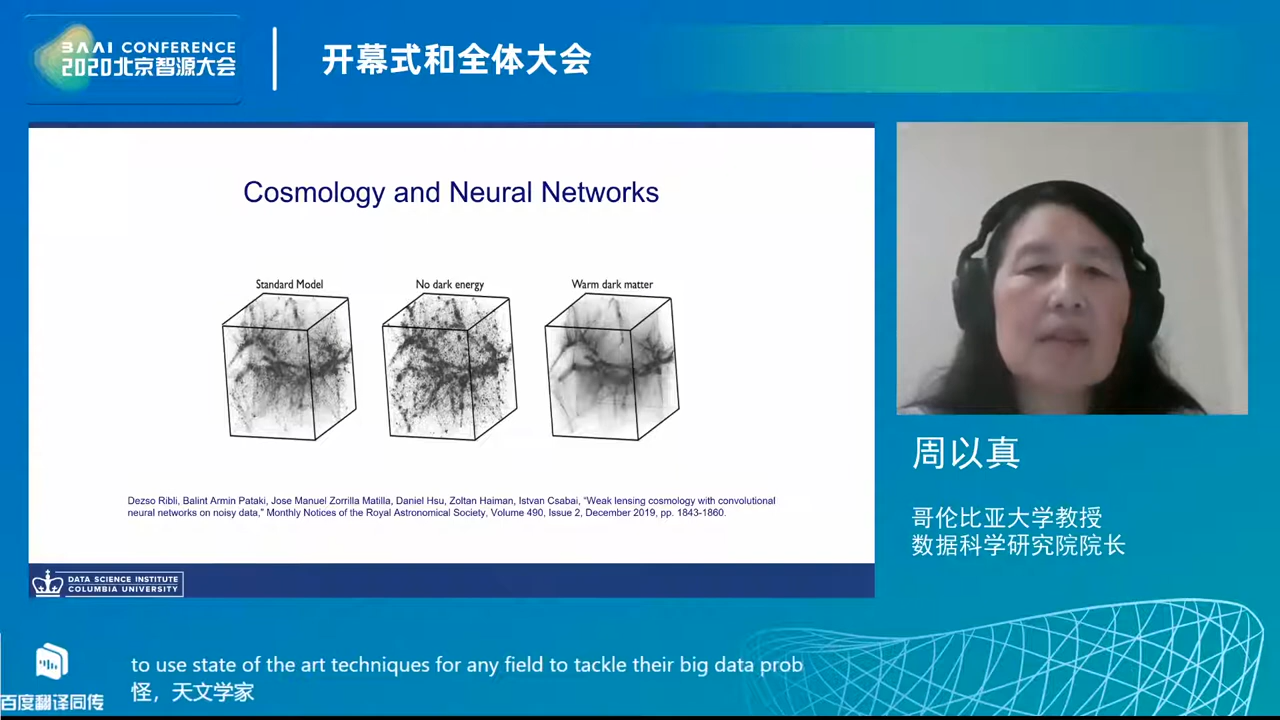 BAAI CONFERENCE
2020北京智源大会
开幕式和全体大会
Cosmology and Neural Networks
Standard Model
No dark energy
Warm dark matter
Dezso Ribli, Balint Armin Pataki, Jose Manuel Zorrilla Matilla, Daniel Hsu, Zoltan Haiman, Istvan Csabai, "Weak lensing cosmology with convolutional
neural networks on noisy data," Monthly Notices of the Royal Astronomical Society, Volume 490, Issue 2, December 2019, pp. 1843-1860.
DATA SCIENCE INSTITUTE
COLUMBIA UNIVERSITY
周以真
哥伦比亚大学教授
数据科学研究院院长
to use state of the art techniques for any field to tackle their big data prob
怪，天文学家
百度翻译同传